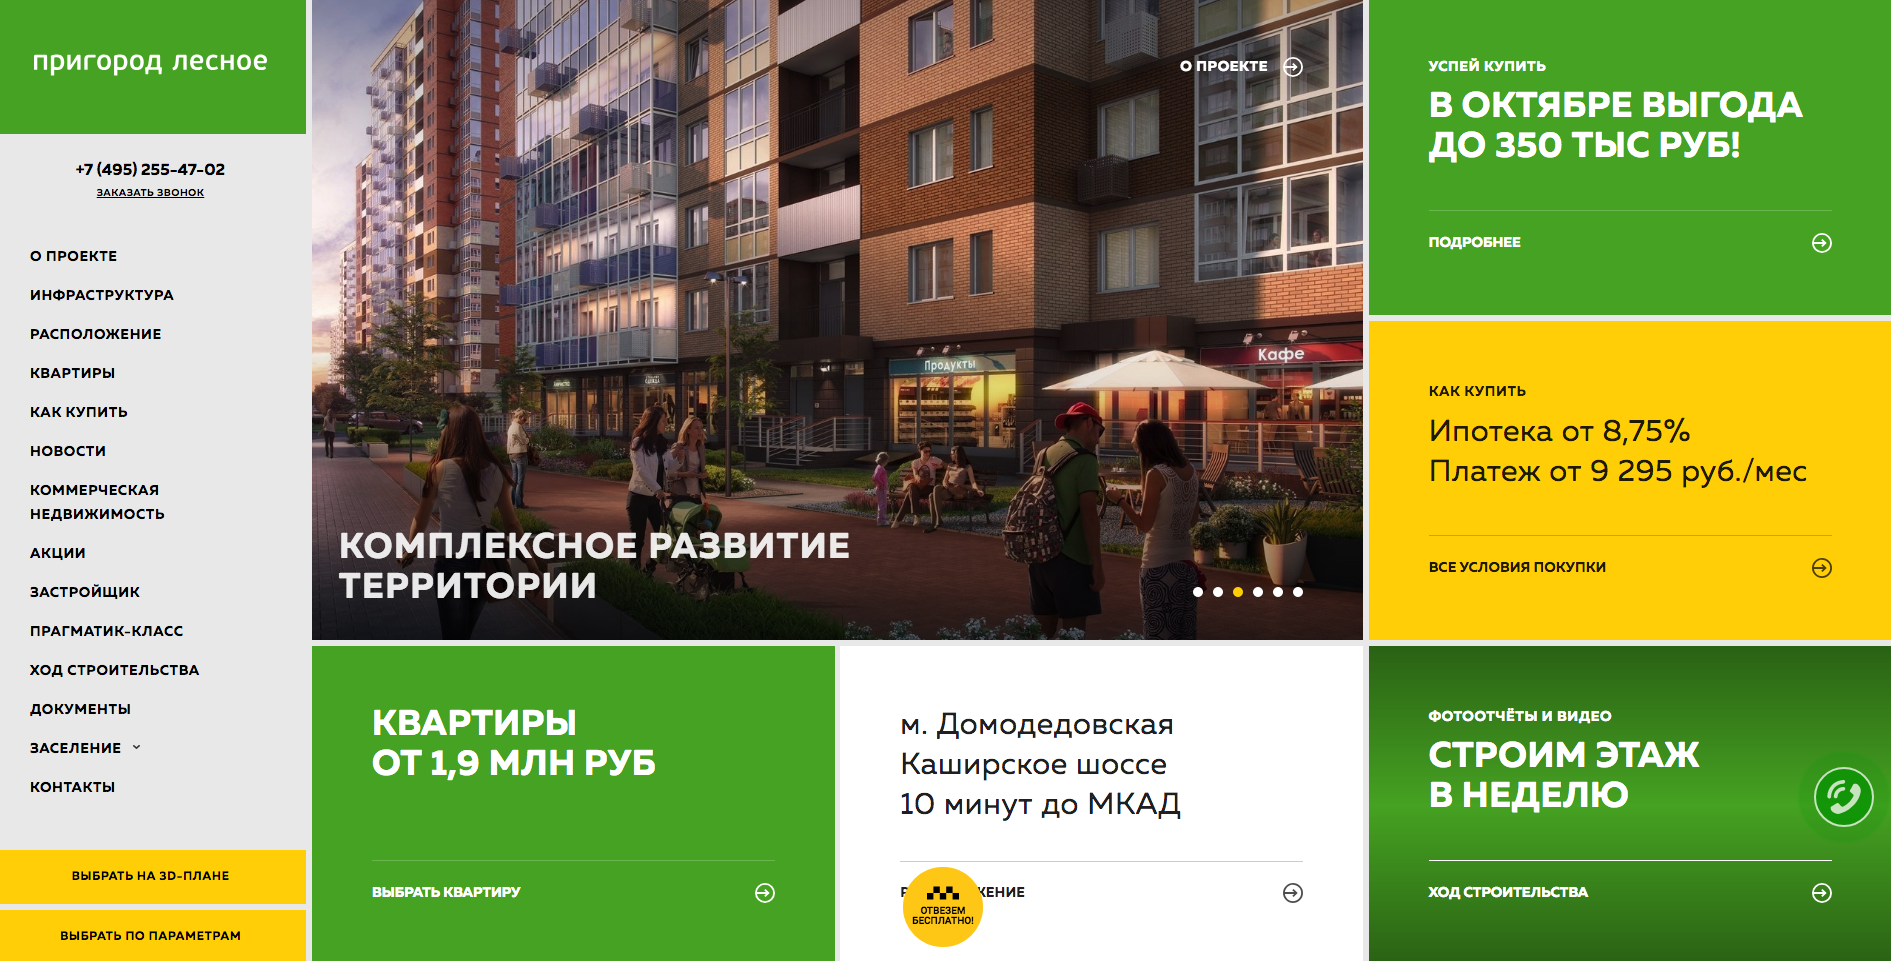 пригород лесное
+7 (495) 255-47-02
ЗАКАЗАТЬ ЗВОНОК
О ПРОЕКТЕ
ИНФРАСТРУКТУРА
РАСПОЛОЖЕНИЕ
КВАРТИРЫ
КАК КУПИТЬ
НОВОСТИ
КОММЕРЧЕСКАЯ
НЕДВИЖИМОСТЬ
АКЦИИ
ЗАСТРОЙЩИК
ПРАГМАТИК-КЛАСС
ХОД СТРОИТЕЛЬСТВА
ДОКУМЕНТЫ
ЗАСЕЛЕНИЕ
КОНТАКТЫ
ВЫБРАТЬ НА 3D-ПЛАНЕ
ВЫБРАТЬ ПО ПАРАМЕТРАМ
О ПРОЕКТЕ
Продукты
Кафе
КОМПЛЕКСНОЕ РАЗВИТИЕ
ТЕРРИТОРИИ
УСПЕЙ КУПИТЬ
В ОКТЯБРЕ ВЫГОДА
ДО 350 ТЫС РУБ!
ПОДРОБНЕЕ
КАК КУПИТЬ
Ипотека от 8,75%
Платеж от 9 295 руб./мес
ВСЕ УСЛОВИЯ ПОКУПКИ
КВАРТИРЫ
ОТ 1,9 МЛН РУБ
ВЫБРАТЬ КВАРТИРУ
м. Домодедовская
Каширское шоссе
10 минут до МКАД
ОТВЕЗЕМ
БЕСПЛАТНО!
ФОТООТЧЁТЫ И ВИДЕО
СТРОИМ ЭТАЖ
В НЕДЕЛЮ
ХОД СТРОИТЕЛЬСТВА